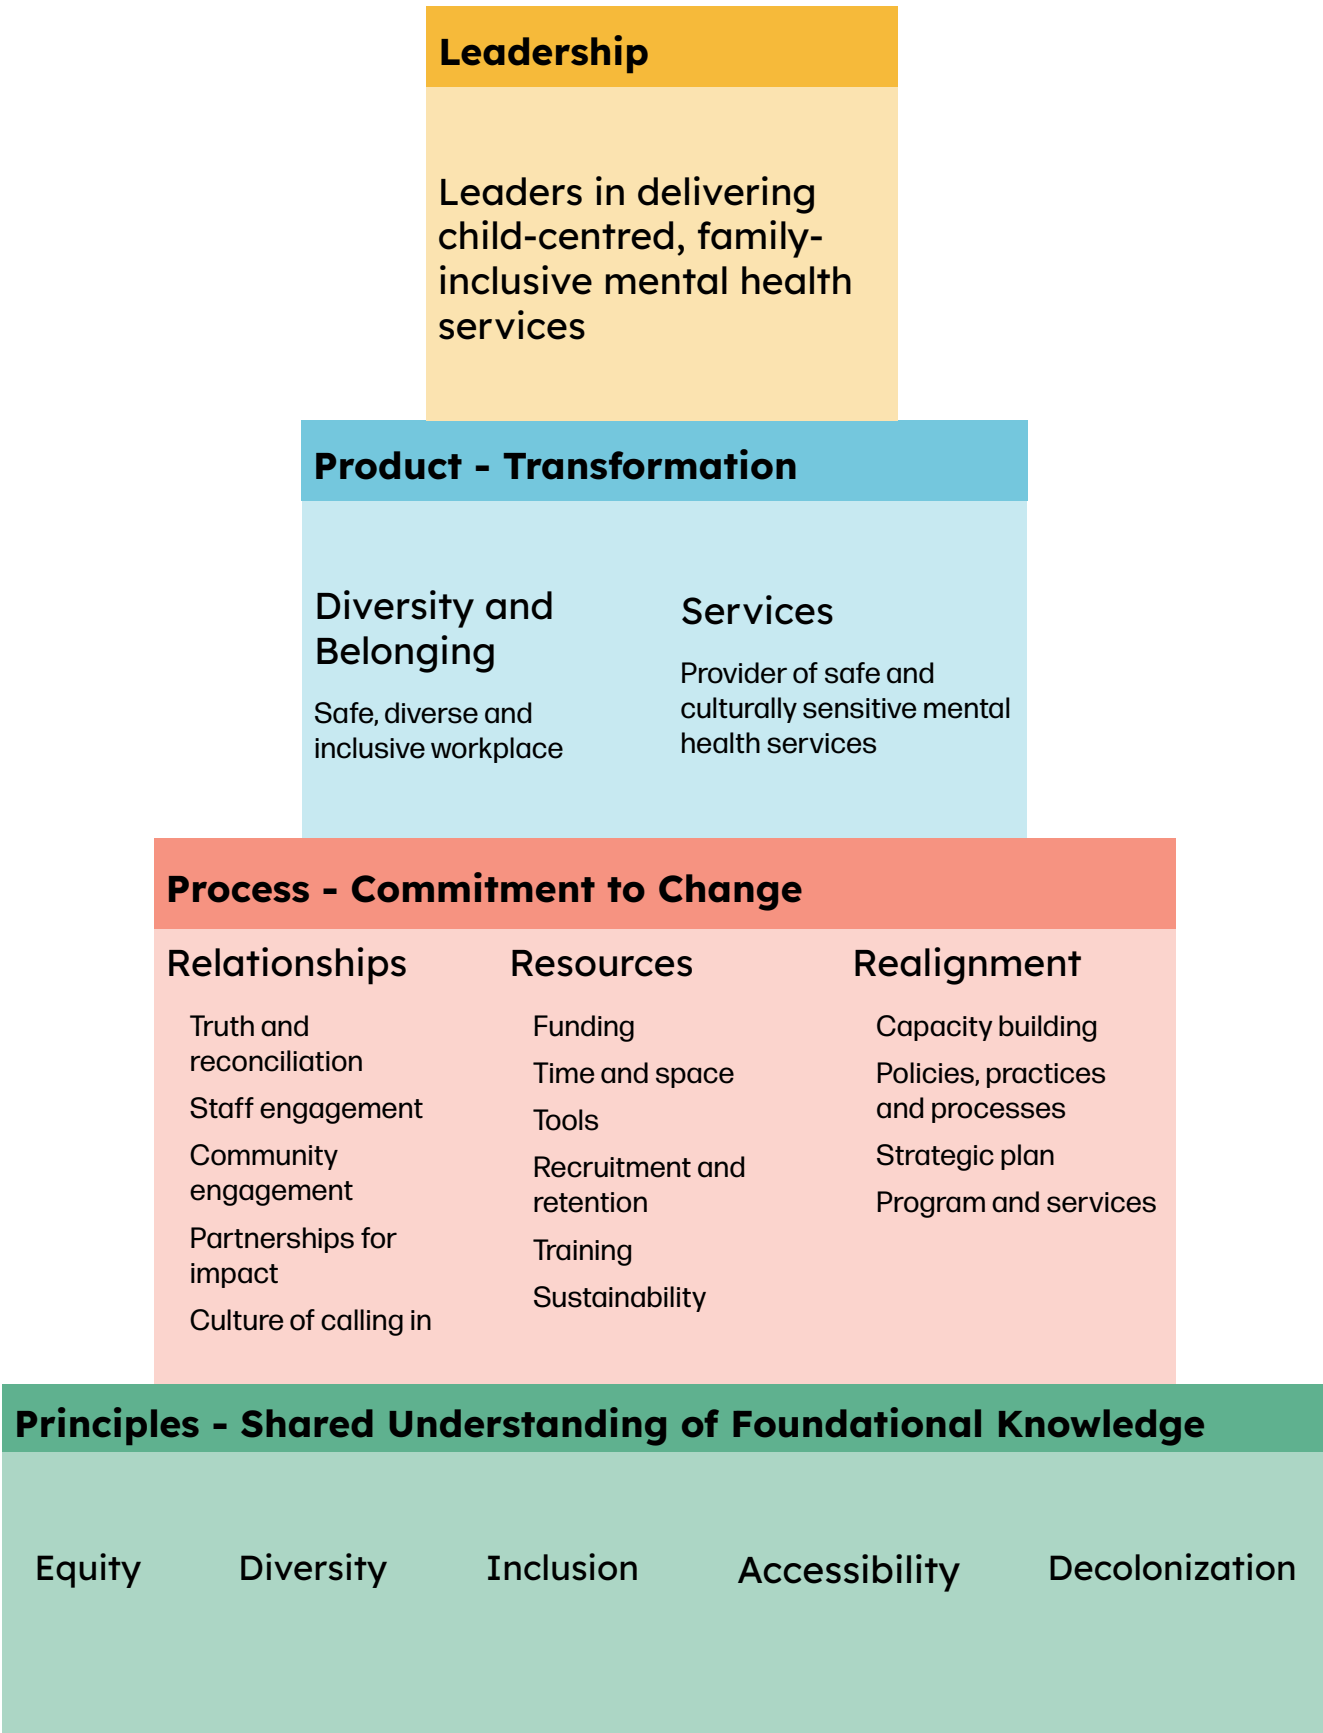 Leadership
Leaders in delivering
child-centred, family-
inclusive mental health
services
Product - Transformation
Diversity and
Belonging
Safe, diverse and
inclusive workplace
Services
Provider of safe and
culturally sensitive mental
health services
Process - Commitment to Change
Relationships
Truth and
reconciliation
Staff engagement
Community
engagement
Partnerships for
impact
Culture of calling in
Resources
Funding
Time and space
Tools
Recruitment and
retention
Training
Sustainability
Realignment
Capacity building
Policies, practices
and processes
Strategic plan
Program and services
Principles - Shared Understanding of Foundational Knowledge
Equity
Diversity
Inclusion
Accessibility
Decolonization